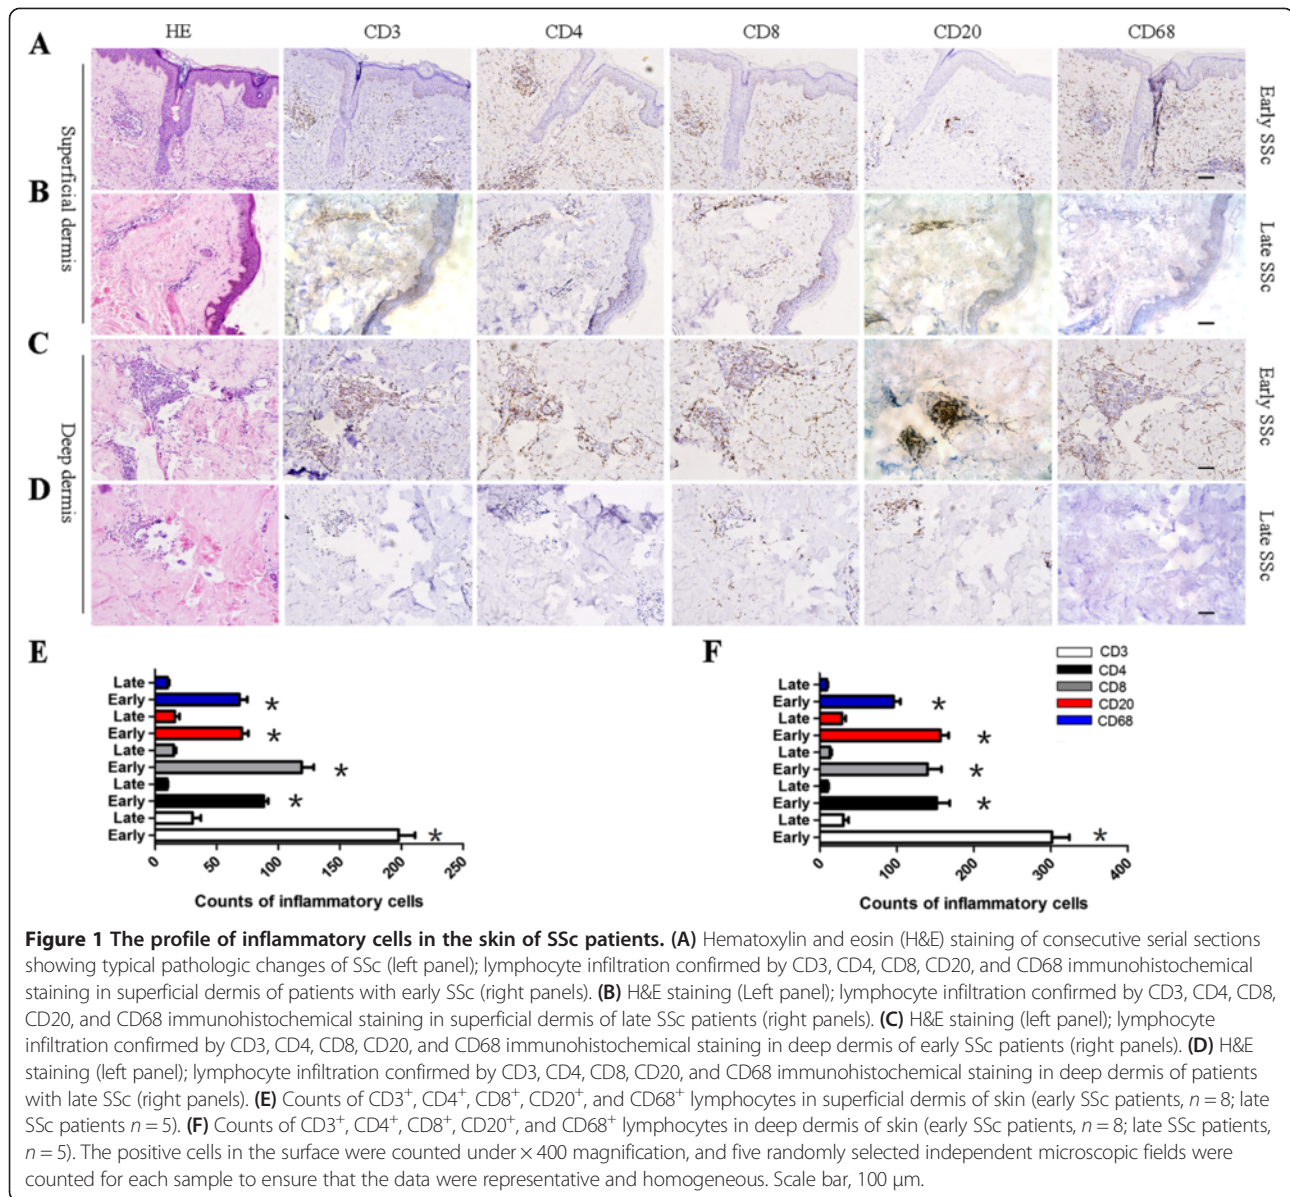 HE CD3 CD4 CD8 CD20 CD68
A
Superficial dermis
Early SSc
B
Late SSc
C
Deep dermis
Early SSc
D
Late SSc
E
Late
Early
Late
Early
Late
Early
Late
Early
Late
Early
0 50 100 150 200 250
Counts of inflammatory cells
F
CD3
CD4
CD8
CD20
CD68
Late
Early
Late
Early
Late
Early
Late
Early
Late
Early
0 100 200 300 400
Counts of inflammatory cells
* * * * *
* * * * *
Figure 1 The profile of inflammatory cells in the skin of SSc patients. (A) Hematoxylin and eosin (H&E) staining of consecutive serial sections
showing typical pathologic changes of SSc (left panel); lymphocyte infiltration confirmed by CD3, CD4, CD8, CD20, and CD68 immunohistochemical
staining in superficial dermis of patients with early SSc (right panels). (B) H&E staining (Left panel); lymphocyte infiltration confirmed by CD3, CD4, CD8,
CD20, and CD68 immunohistochemical staining in superficial dermis of late SSc patients (right panels). (C) H&E staining (left panel); lymphocyte
infiltration confirmed by CD3, CD4, CD8, CD20, and CD68 immunohistochemical staining in deep dermis of early SSc patients (right panels). (D) H&E
staining (left panel); lymphocyte infiltration confirmed by CD3, CD4, CD8, CD20, and CD68 immunohistochemical staining in deep dermis of patients
with late SSc (right panels). (E) Counts of CD3⁺, CD4⁺, CD8⁺, CD20⁺, and CD68⁺ lymphocytes in superficial dermis of skin (early SSc patients, n = 8; late
SSc patients n = 5). (F) Counts of CD3⁺, CD4⁺, CD8⁺, CD20⁺, and CD68⁺ lymphocytes in deep dermis of skin (early SSc patients, n = 8; late SSc patients,
n = 5). The positive cells in the surface were counted under × 400 magnification, and five randomly selected independent microscopic fields were
counted for each sample to ensure that the data were representative and homogeneous. Scale bar, 100 μm.